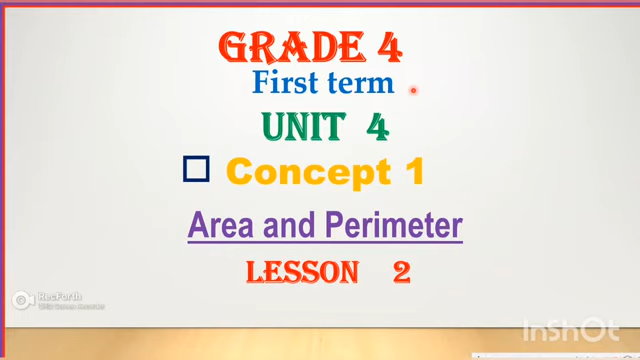 GRADE 4
First term
UNIT 4
Concept 1
Area and Perimeter
LESSON 2
RecForth
InShOt